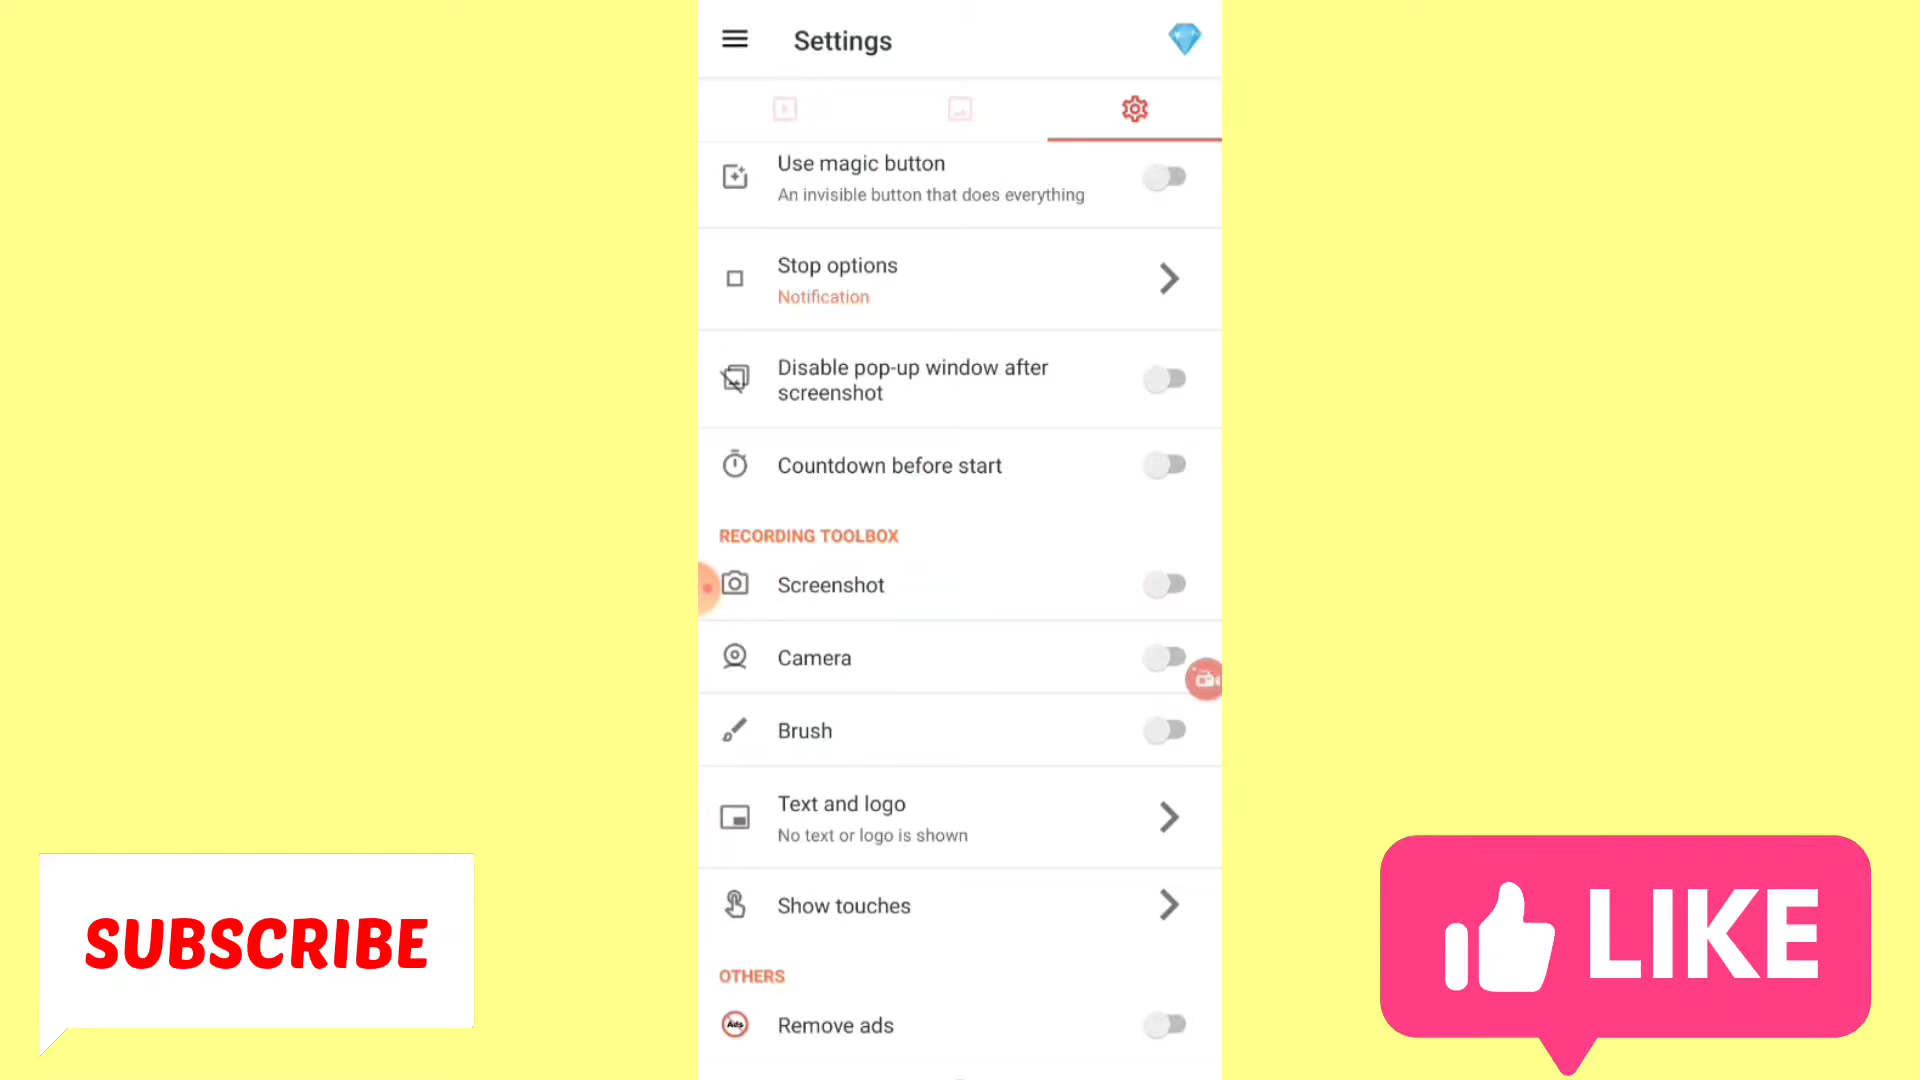 Settings
Use magic button
An invisible button that does everything
Stop options
Notification
Disable pop-up window after
screenshot
Countdown before start
RECORDING TOOLBOX
Screenshot
Camera
Brush
Text and logo
No text or logo is shown
Show touches
OTHERS
Ads
Remove ads
SUBSCRIBE
LIKE